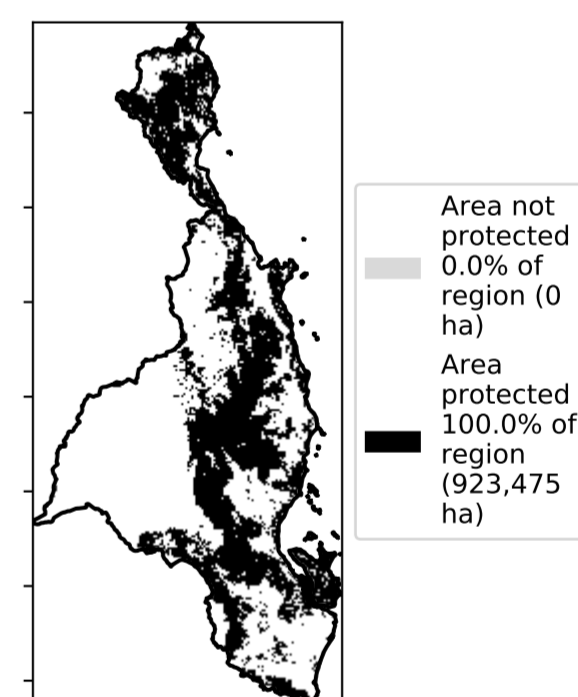 Area not
protected
0.0% of
region (0
ha)
Area
protected
100.0% of
region
(923,475
ha)